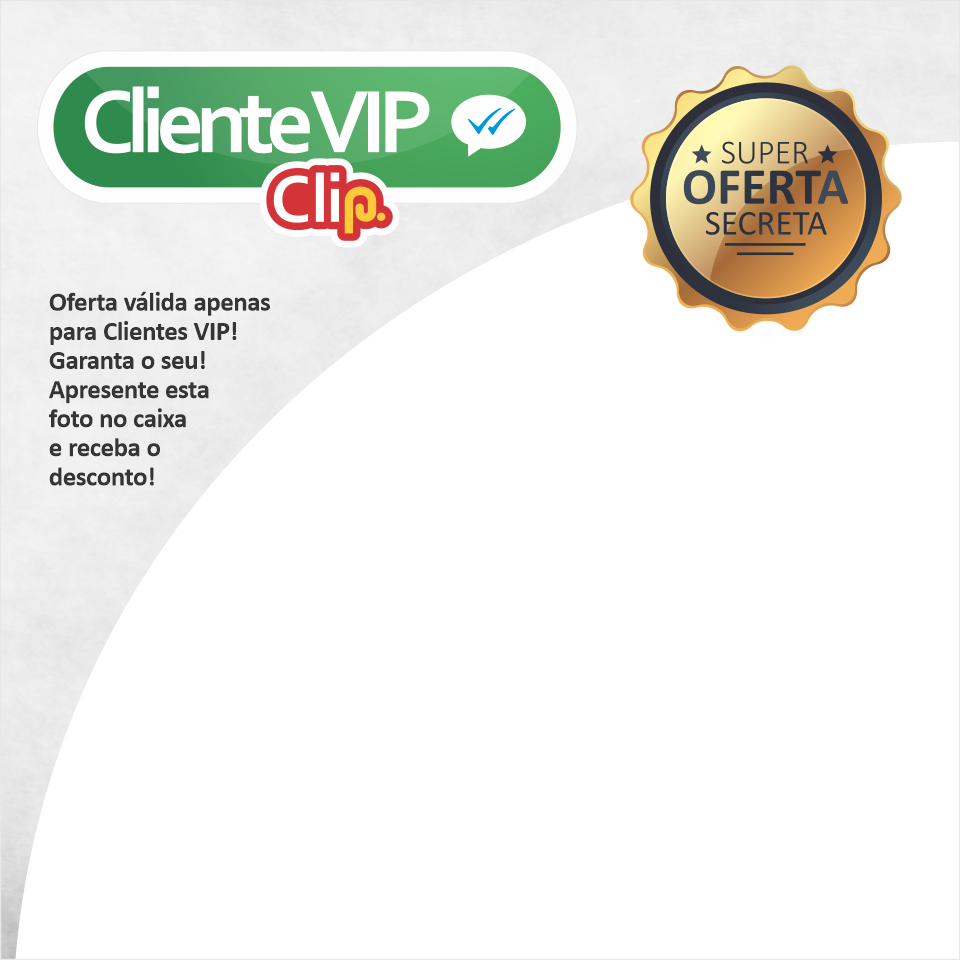 Cliente VIP
Clip.
SUPER
OFERTA
SECRETA
Oferta válida apenas
para Clientes VIP!
Garanta o seu!
Apresente esta
foto no caixa
e receba o
desconto!